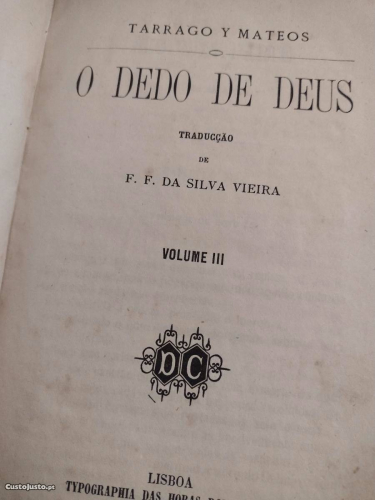 TARRAGO Y MATEOS
O DEDO DE DEUS
TRADUCÇÃO
DE
F. F. DA SILVA VIEIRA
VOLUME III
DC
LISBOA
TYPOGRAPHIA DAS HORAS
CustoJusto.pt